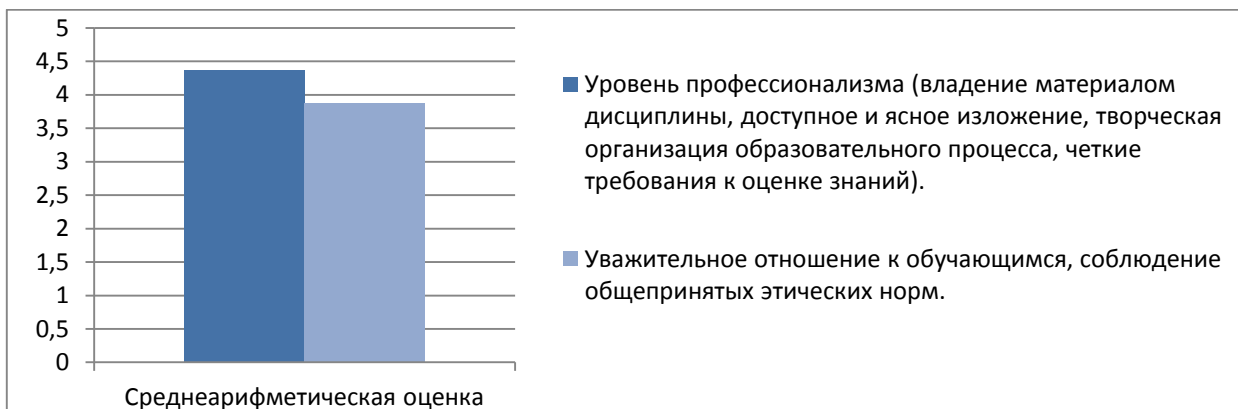 5
4,5
4
3,5
3
2,5
2
1,5
1
0,5
0
Среднеарифметическая оценка
Уровень профессионализма (владение материалом
дисциплины, доступное и ясное изложение, творческая
организация образовательного процесса, четкие
требования к оценке знаний).
Уважительное отношение к обучающимся, соблюдение
общепринятых этических норм.